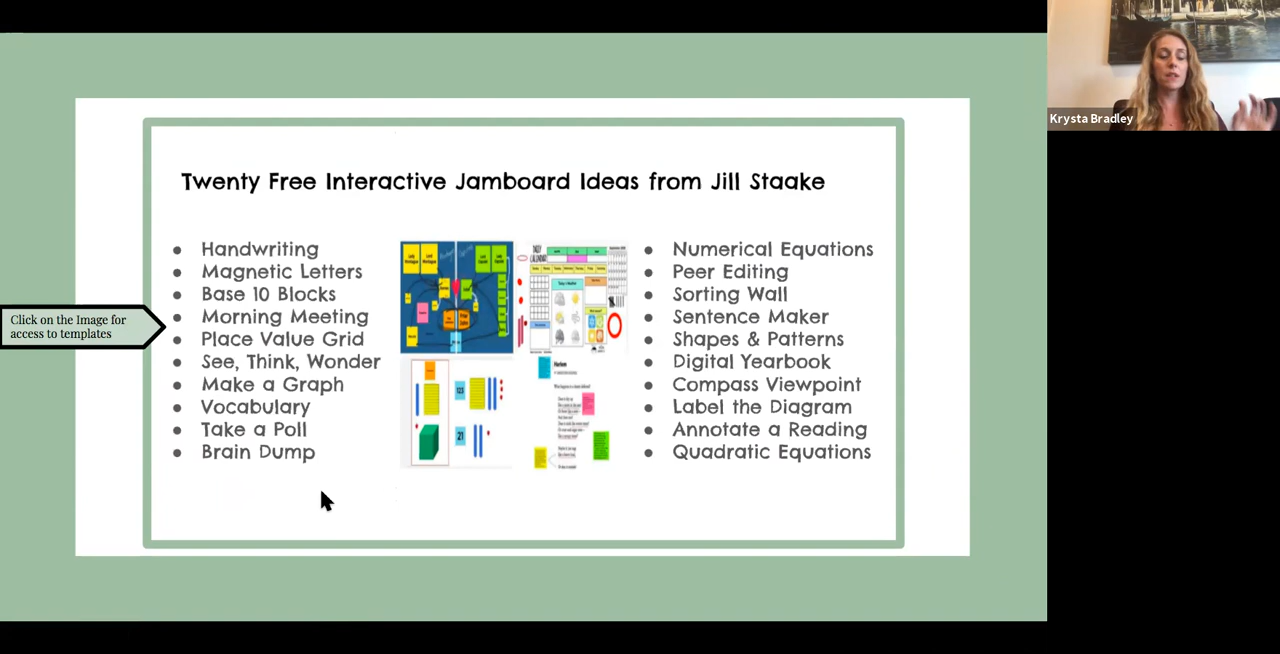 Twenty Free Interactive Jamboard Ideas from Jill Staake
Handwriting
Magnetic Letters
Base 10 Blocks
Morning Meeting
Place Value Grid
See, Think, Wonder
Make a Graph
Vocabulary
Take a Poll
Brain Dump
Click on the Image for
access to templates
123
21
Numerical Equations
Peer Editing
Sorting Wall
Sentence Maker
Shapes & Patterns
Digital Yearbook
Compass Viewpoint
Label the Diagram
Annotate a Reading
Quadratic Equations
Krysta Bradley